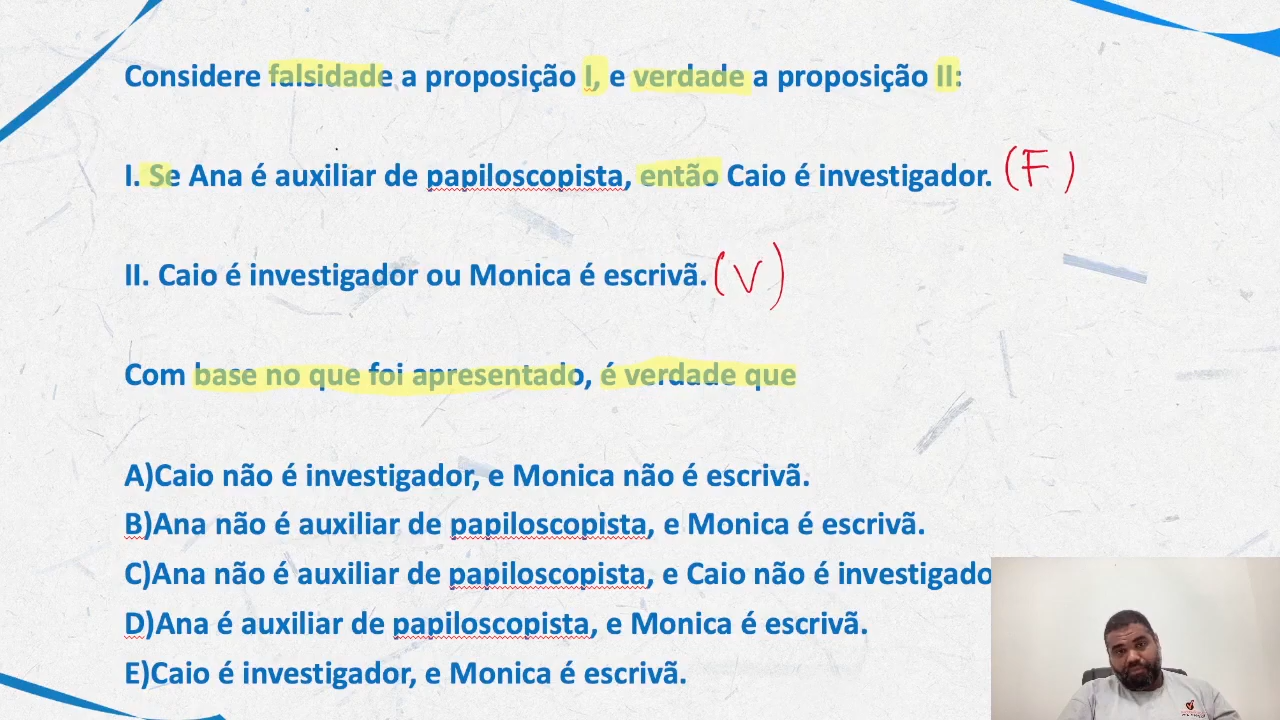 Considere falsidade a proposição I, e verdade a proposição II:
I. Se Ana é auxiliar de papiloscopista, então Caio é investigador. (F)
II. Caio é investigador ou Monica é escrivã. (V)
Com base no que foi apresentado, é verdade que
A)Caio não é investigador, e Monica não é escrivã.
B)Ana não é auxiliar de papiloscopista, e Monica é escrivã.
C)Ana não é auxiliar de papiloscopista, e Caio não é investigado
D)Ana é auxiliar de papiloscopista, e Monica é escrivã.
E)Caio é investigador, e Monica é escrivã.